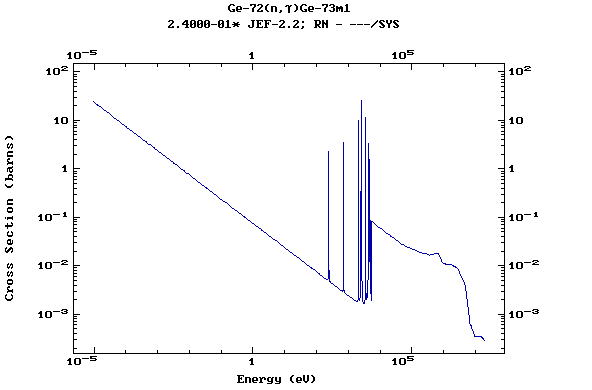 Ge-72(n,γ)Ge-73m1
2.4000-01* JEF-2.2; RN - ---/SYS
10⁻⁵ 1 10⁵
10² 10²
10 10
1 1
10⁻¹ 10⁻¹
10⁻² 10⁻²
10⁻³ 10⁻³
Cross Section (barns)
10⁻⁵ 1 10⁵
Energy (eV)